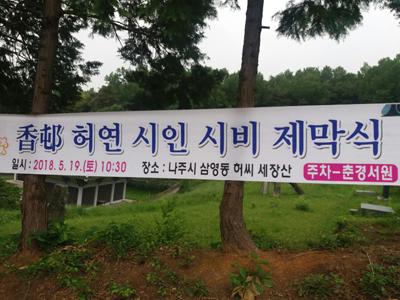 香邨 허연 시인 시비 제막식
일시 : 2018. 5. 19.(토) 10:30 장소 : 나주시 삼영동 허씨 세장산 주차-춘경서원